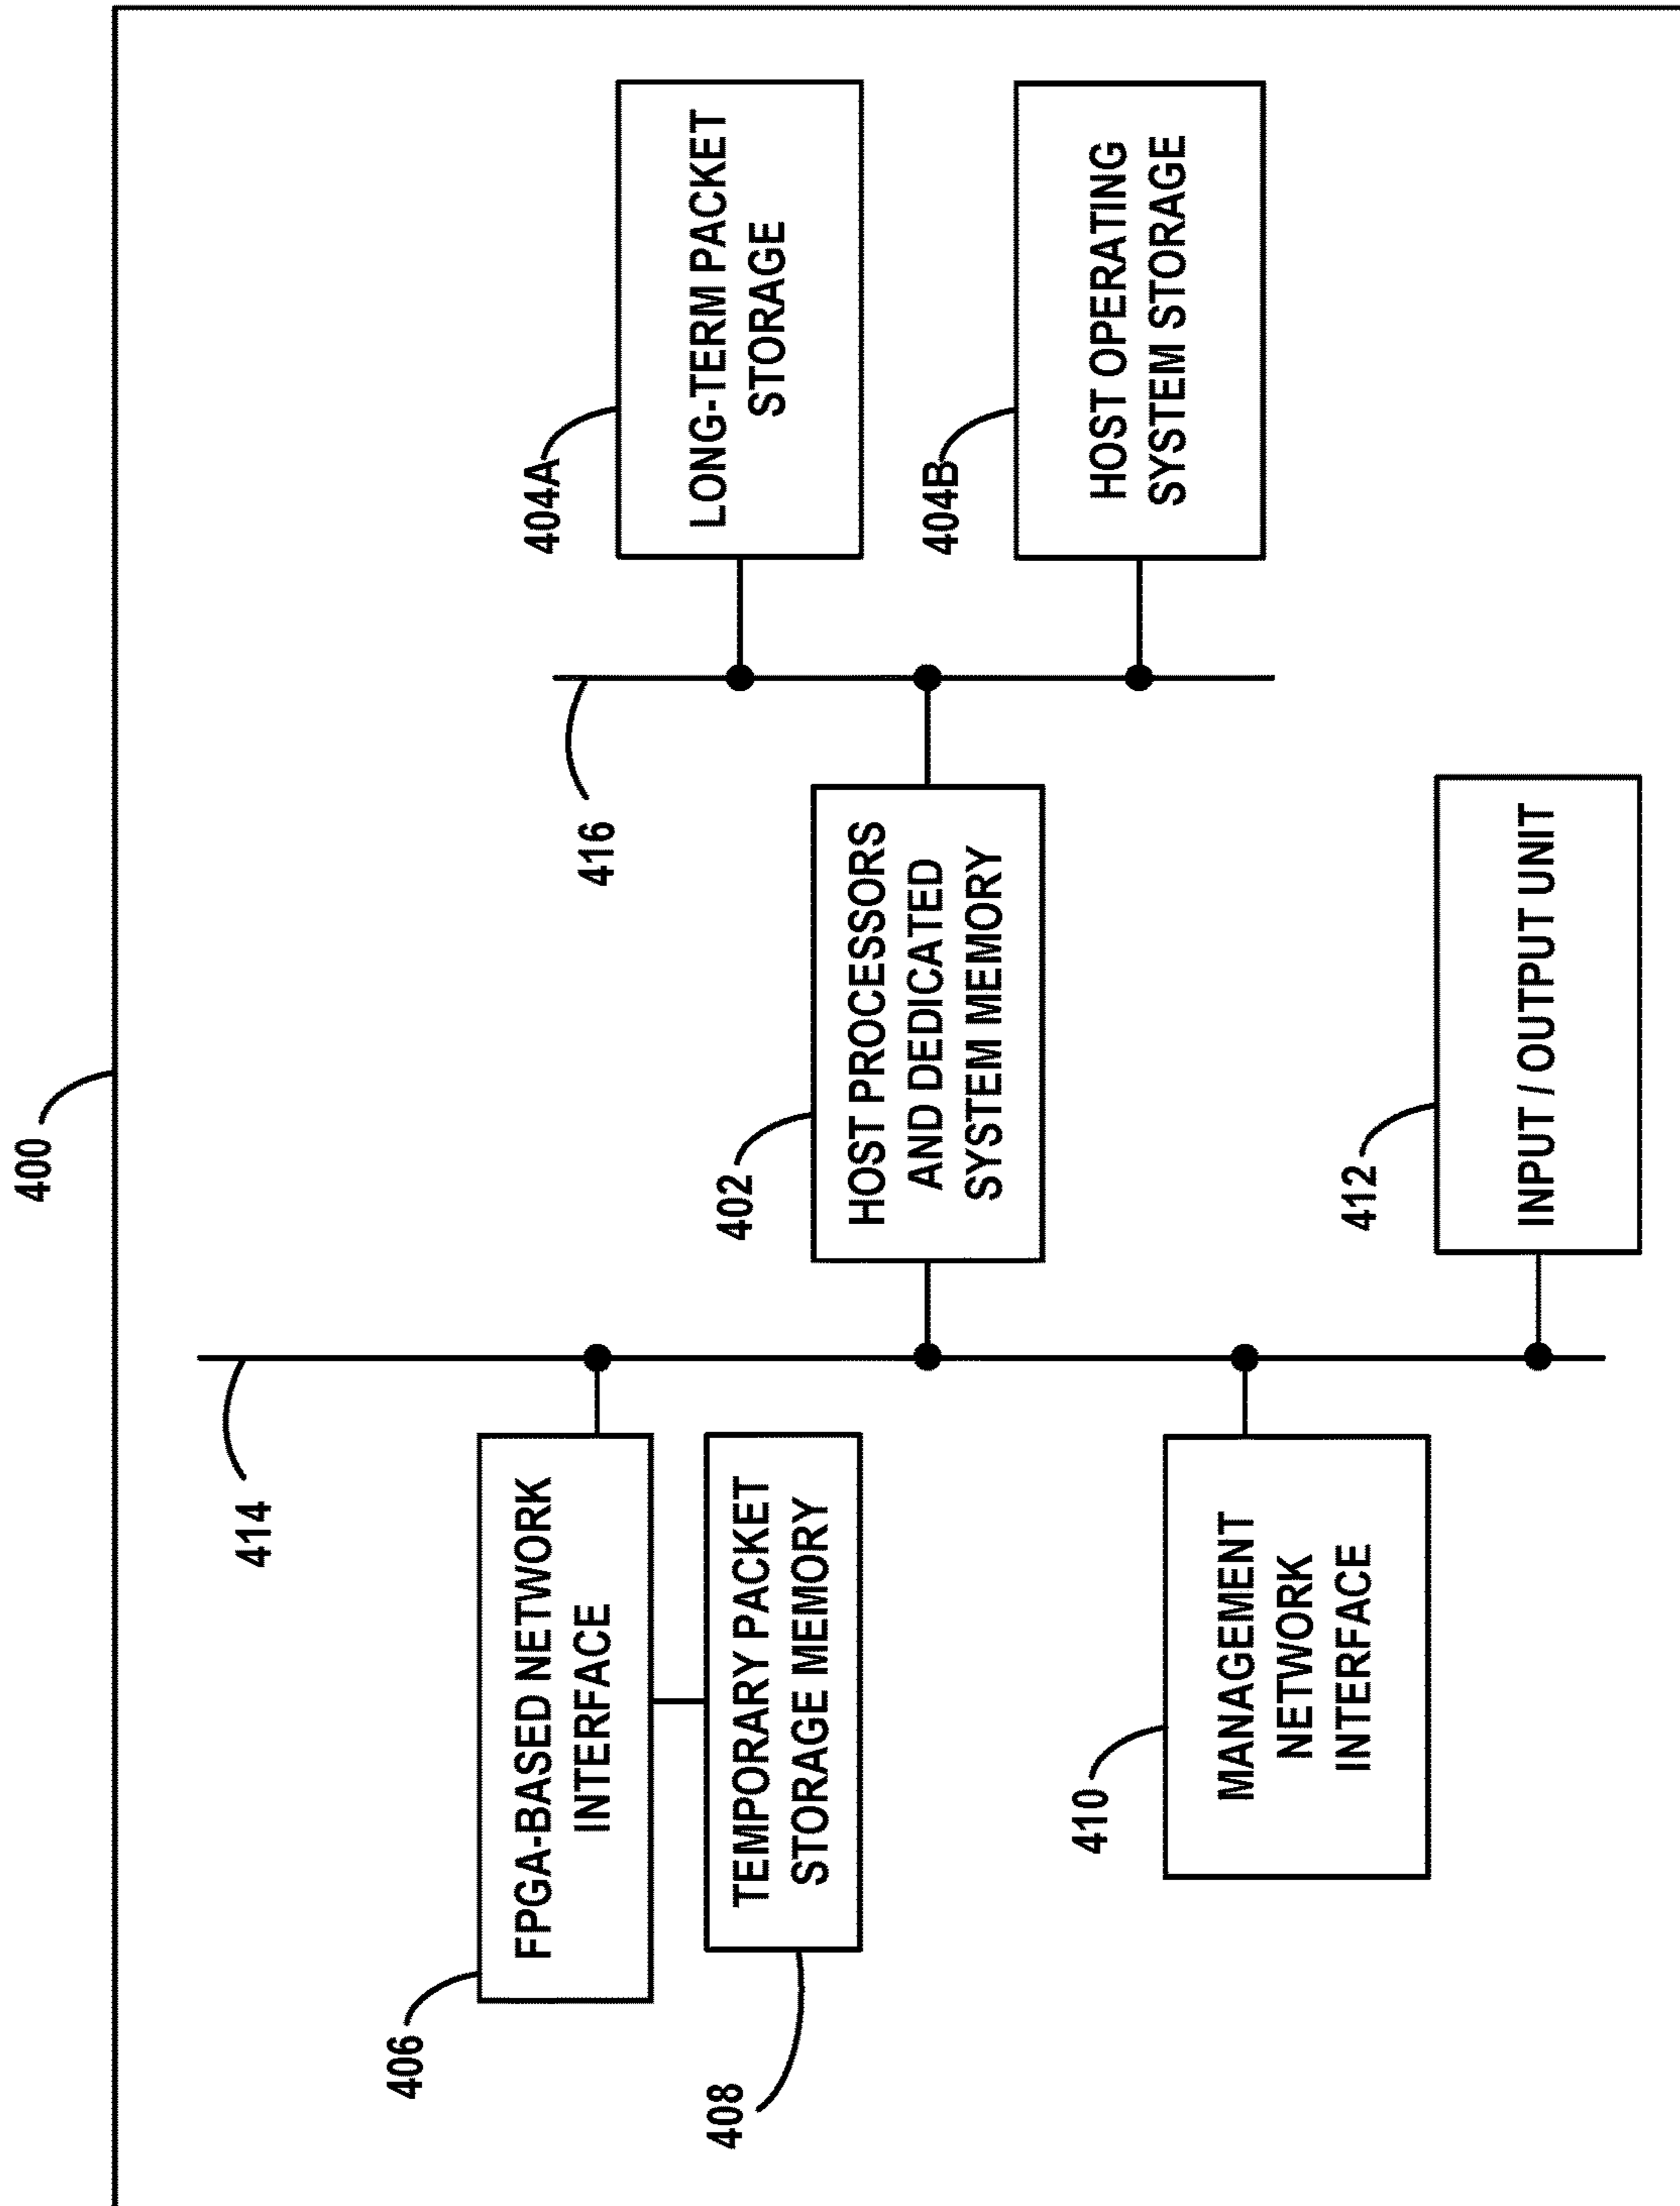 400
414
406
FPGA-BASED NETWORK
INTERFACE
408
TEMPORARY PACKET
STORAGE MEMORY
410
MANAGEMENT
NETWORK
INTERFACE
402
HOST PROCESSORS
AND DEDICATED
SYSTEM MEMORY
412
INPUT / OUTPUT UNIT
416
404A
LONG-TERM PACKET
STORAGE
404B
HOST OPERATING
SYSTEM STORAGE